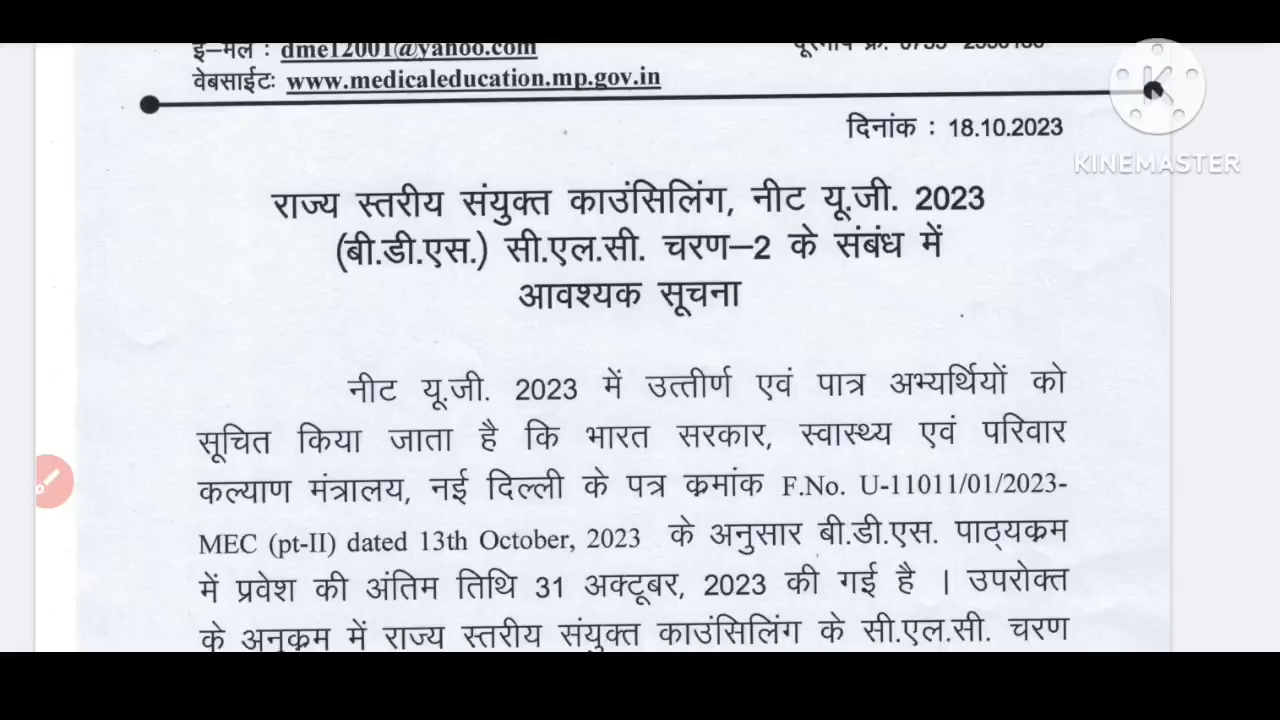 ई–मेल : dme12001@yahoo.com
वेबसाईटः www.medicaleducation.mp.gov.in
दिनांक : 18.10.2023
KINEMASTER
राज्य स्तरीय संयुक्त काउंसिलिंग, नीट यू.जी. 2023
(बी.डी.एस.) सी.एल.सी. चरण–2 के संबंध में
आवश्यक सूचना
नीट यू.जी. 2023 में उत्तीर्ण एवं पात्र अभ्यर्थियों को
सूचित किया जाता है कि भारत सरकार, स्वास्थ्य एवं परिवार
कल्याण मंत्रालय, नई दिल्ली के पत्र क्रमांक F.No. U-11011/01/2023-
MEC (pt-II) dated 13th October, 2023 के अनुसार बी.डी.एस. पाठ्यक्रम
में प्रवेश की अंतिम तिथि 31 अक्टूबर, 2023 की गई है । उपरोक्त
के अनुक्रम में राज्य स्तरीय संयुक्त काउंसिलिंग के सी.एल.सी. चरण